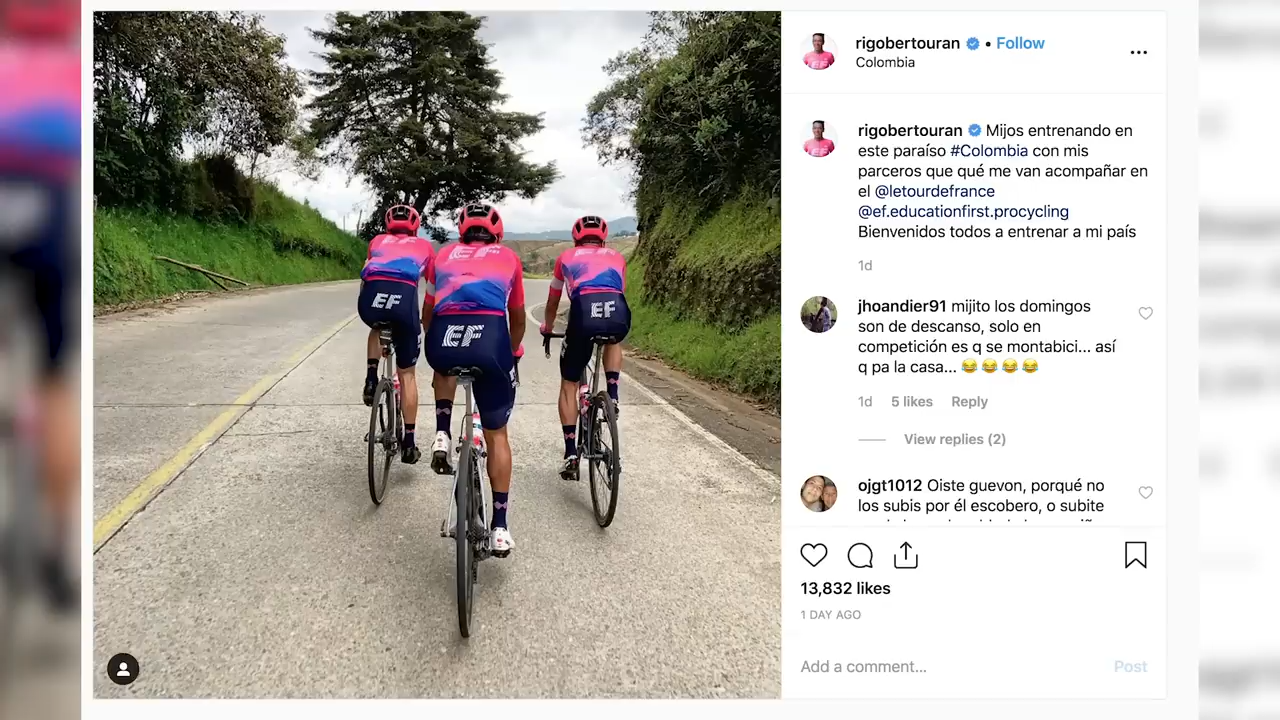 rigobertouran • Follow
Colombia
rigobertouran Mijos entrenando en
este paraíso #Colombia con mis
parceros que qué me van acompañar en
el @letourdefrance
@ef.educationfirst.procycling
Bienvenidos todos a entrenar a mi país
1d
jhoandier91 mijito los domingos
son de descanso, solo en
competición es q se montabici... así
q pa la casa... 😂😂😂😂
1d 5 likes Reply
View replies (2)
ojgt1012 Oiste guevon, porqué no
los subis por él escobero, o subite
13,832 likes
1 DAY AGO
Add a comment... Post
EF
EF
EF
EF